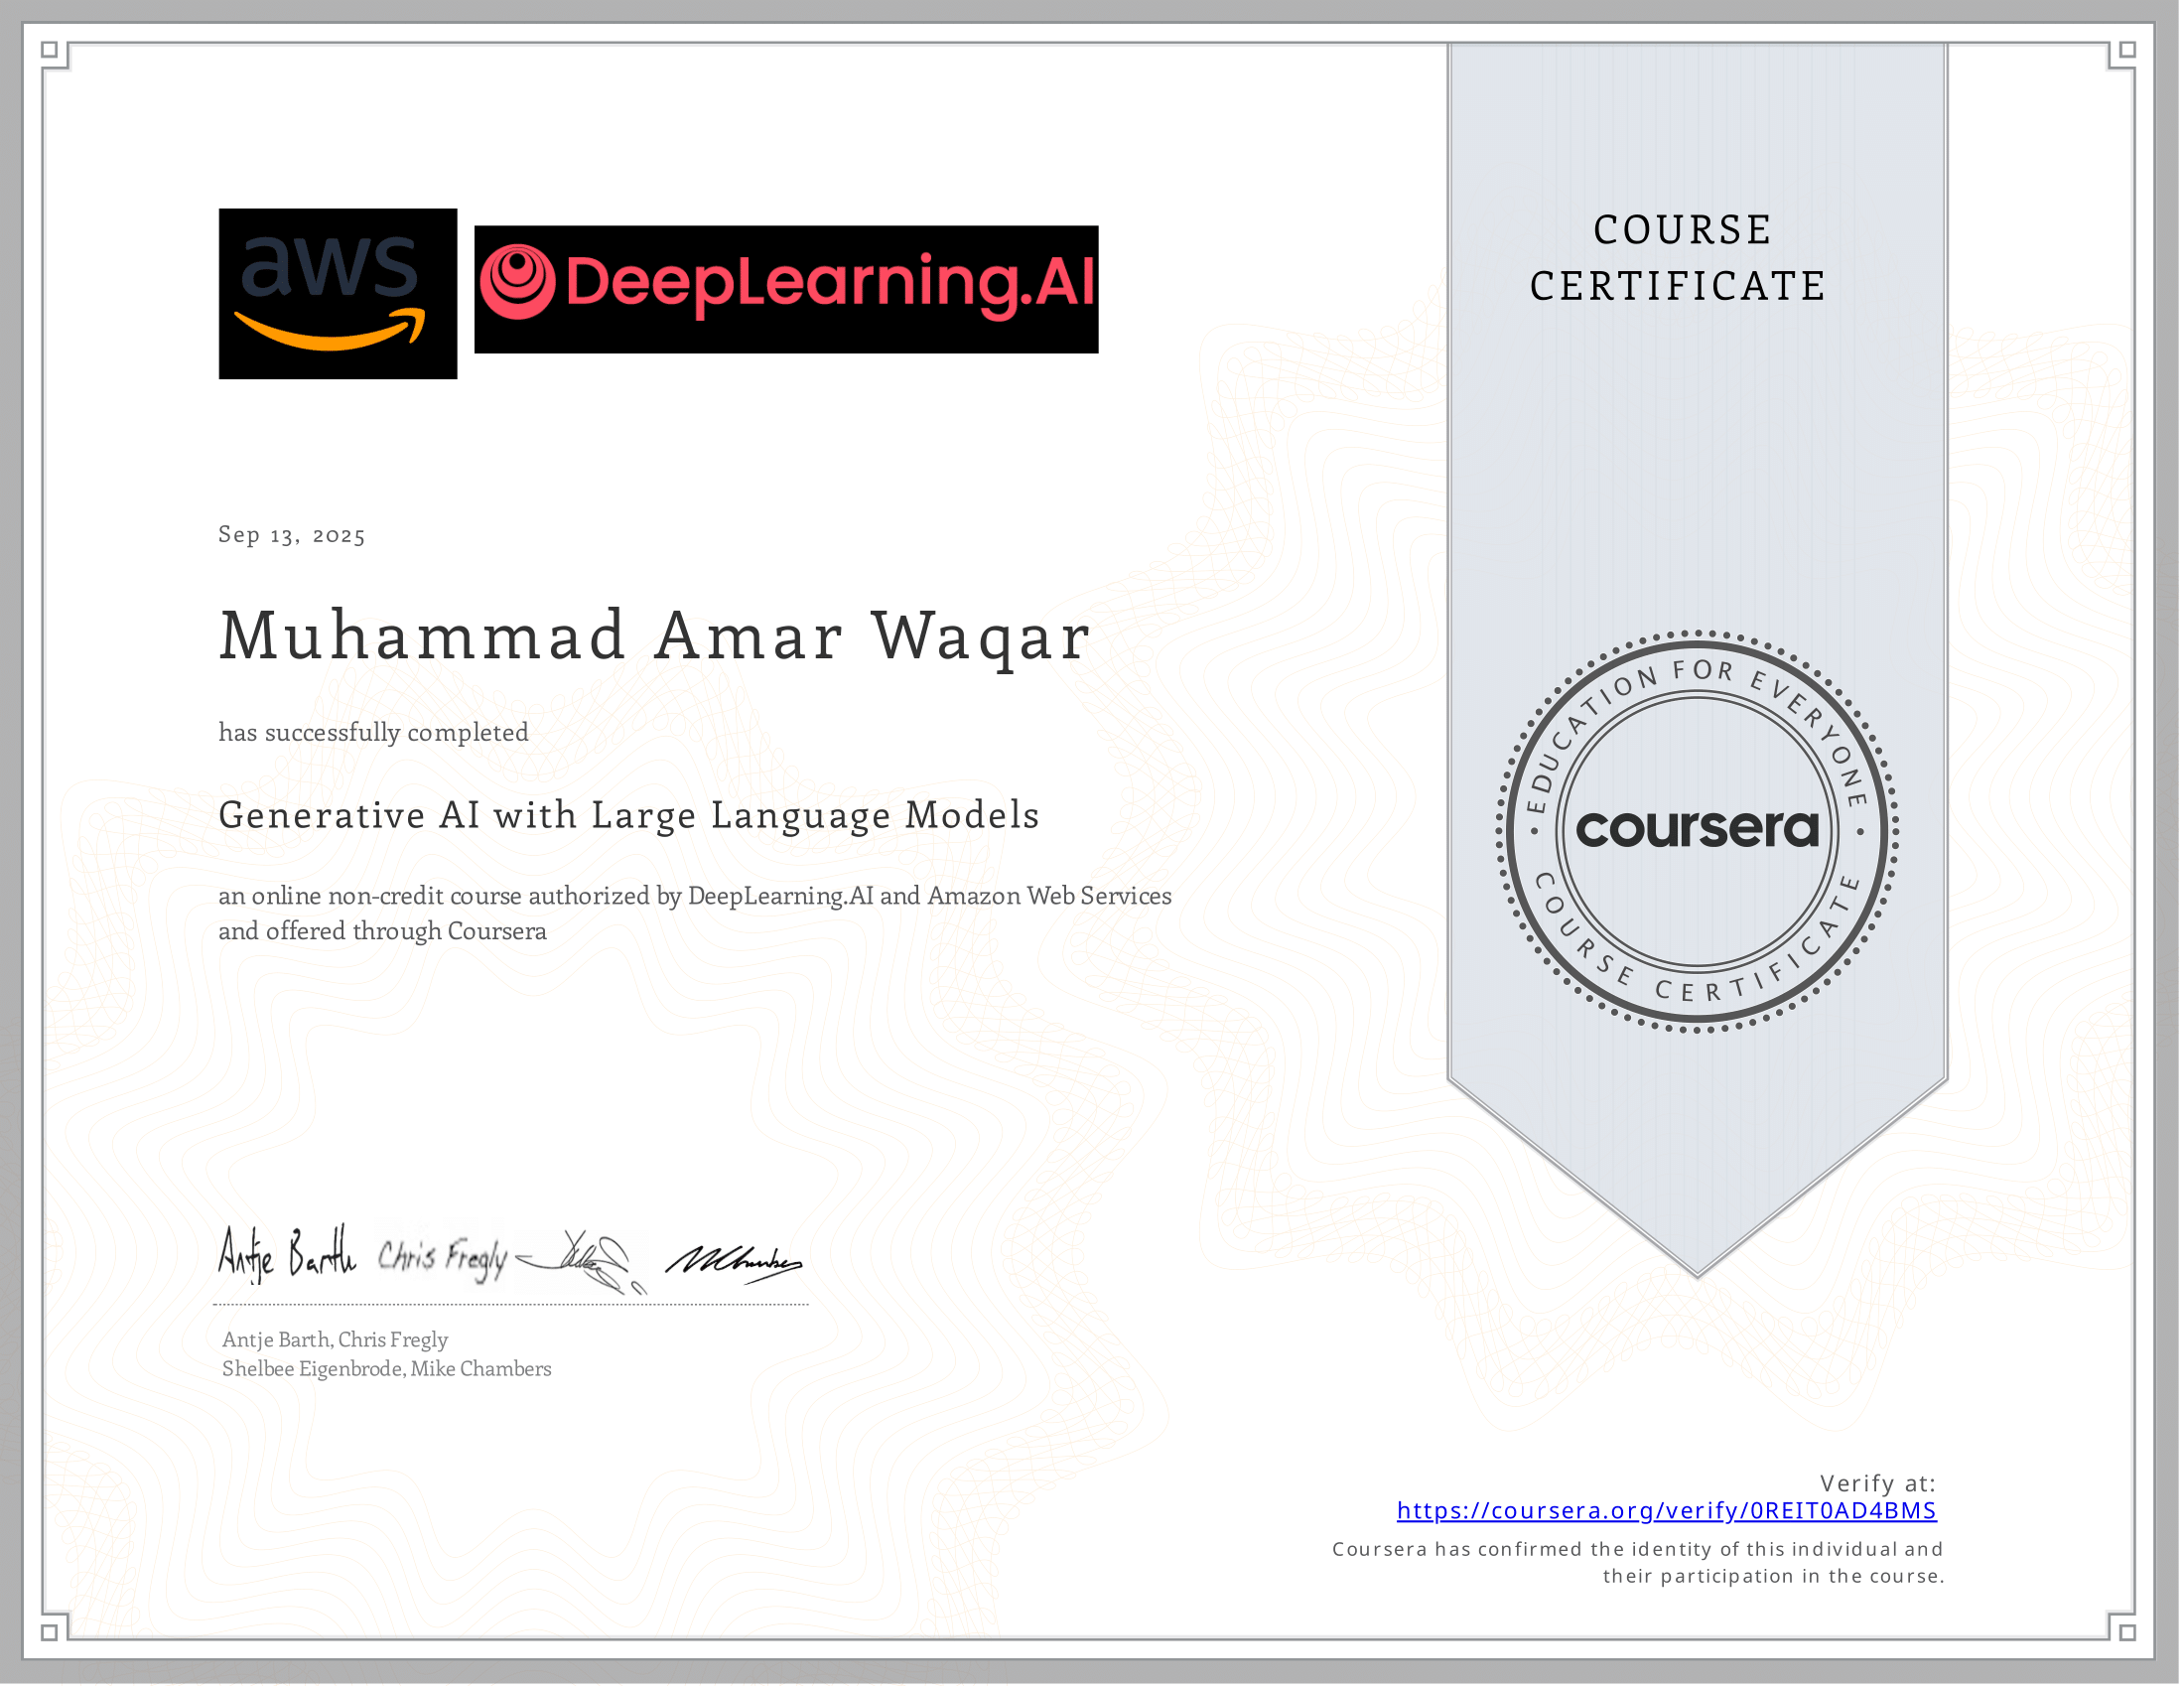 aws
DeepLearning.AI
COURSE
CERTIFICATE
Sep 13, 2025
Muhammad Amar Waqar
has successfully completed
Generative AI with Large Language Models
an online non-credit course authorized by DeepLearning.AI and Amazon Web Services
and offered through Coursera
EDUCATION FOR EVERYONE
coursera
COURSE CERTIFICATE
Antje Barth Chris Fregly
Antje Barth, Chris Fregly
Shelbee Eigenbrode, Mike Chambers
Verify at:
https://coursera.org/verify/0REIT0AD4BMS
Coursera has confirmed the identity of this individual and
their participation in the course.